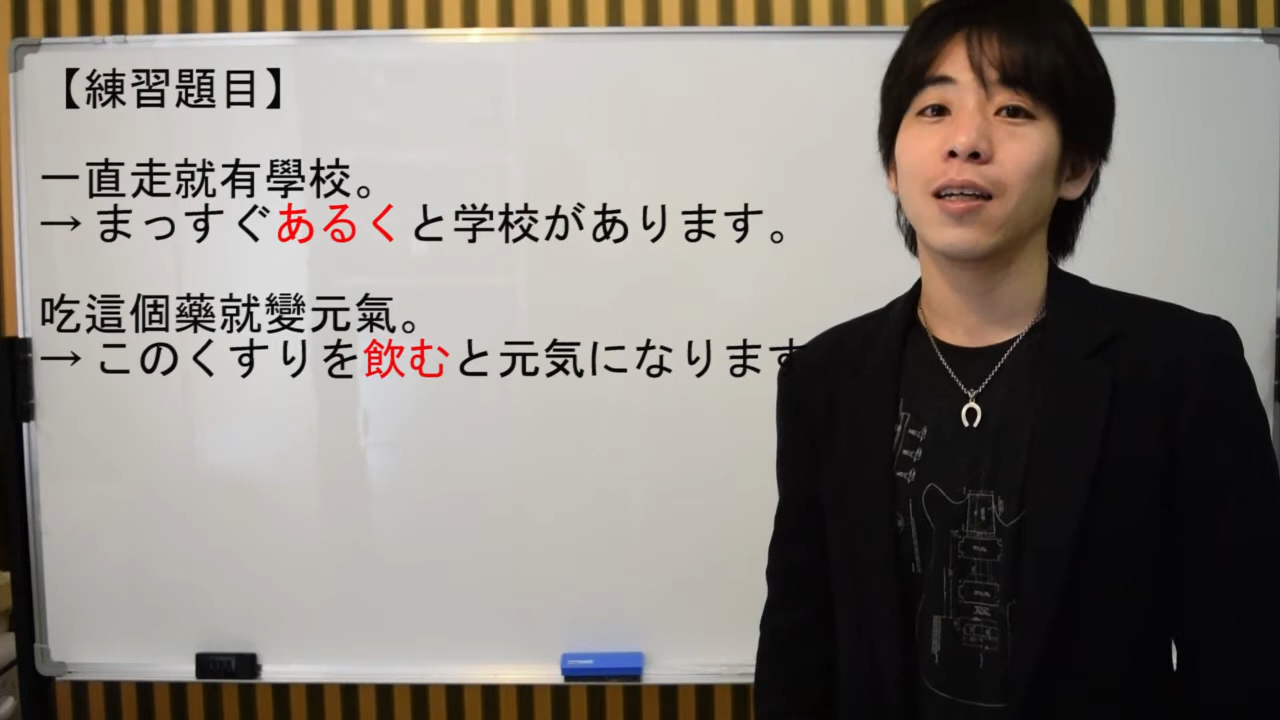 【練習題目】
一直走就有學校。
→ まっすぐあるくと学校があります。
吃這個藥就變元氣。
→ このくすりを飲むと元気になります